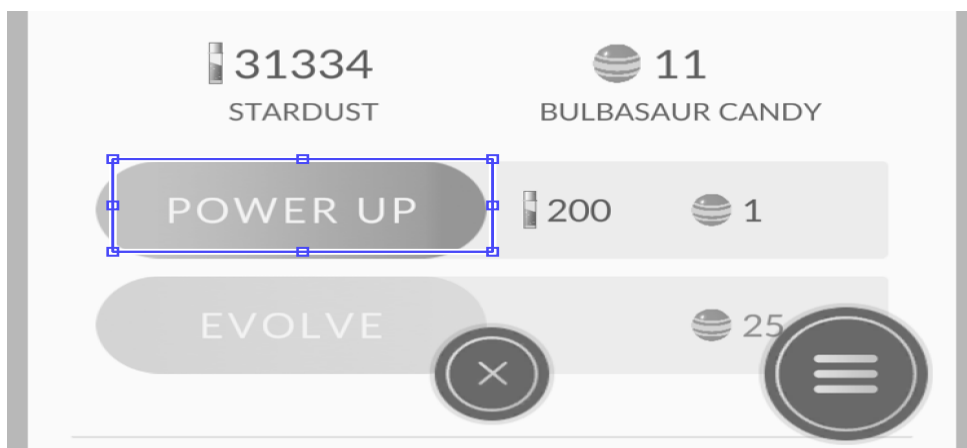 31334 11
STARDUST BULBASAUR CANDY
POWER UP 200 1
EVOLVE 25